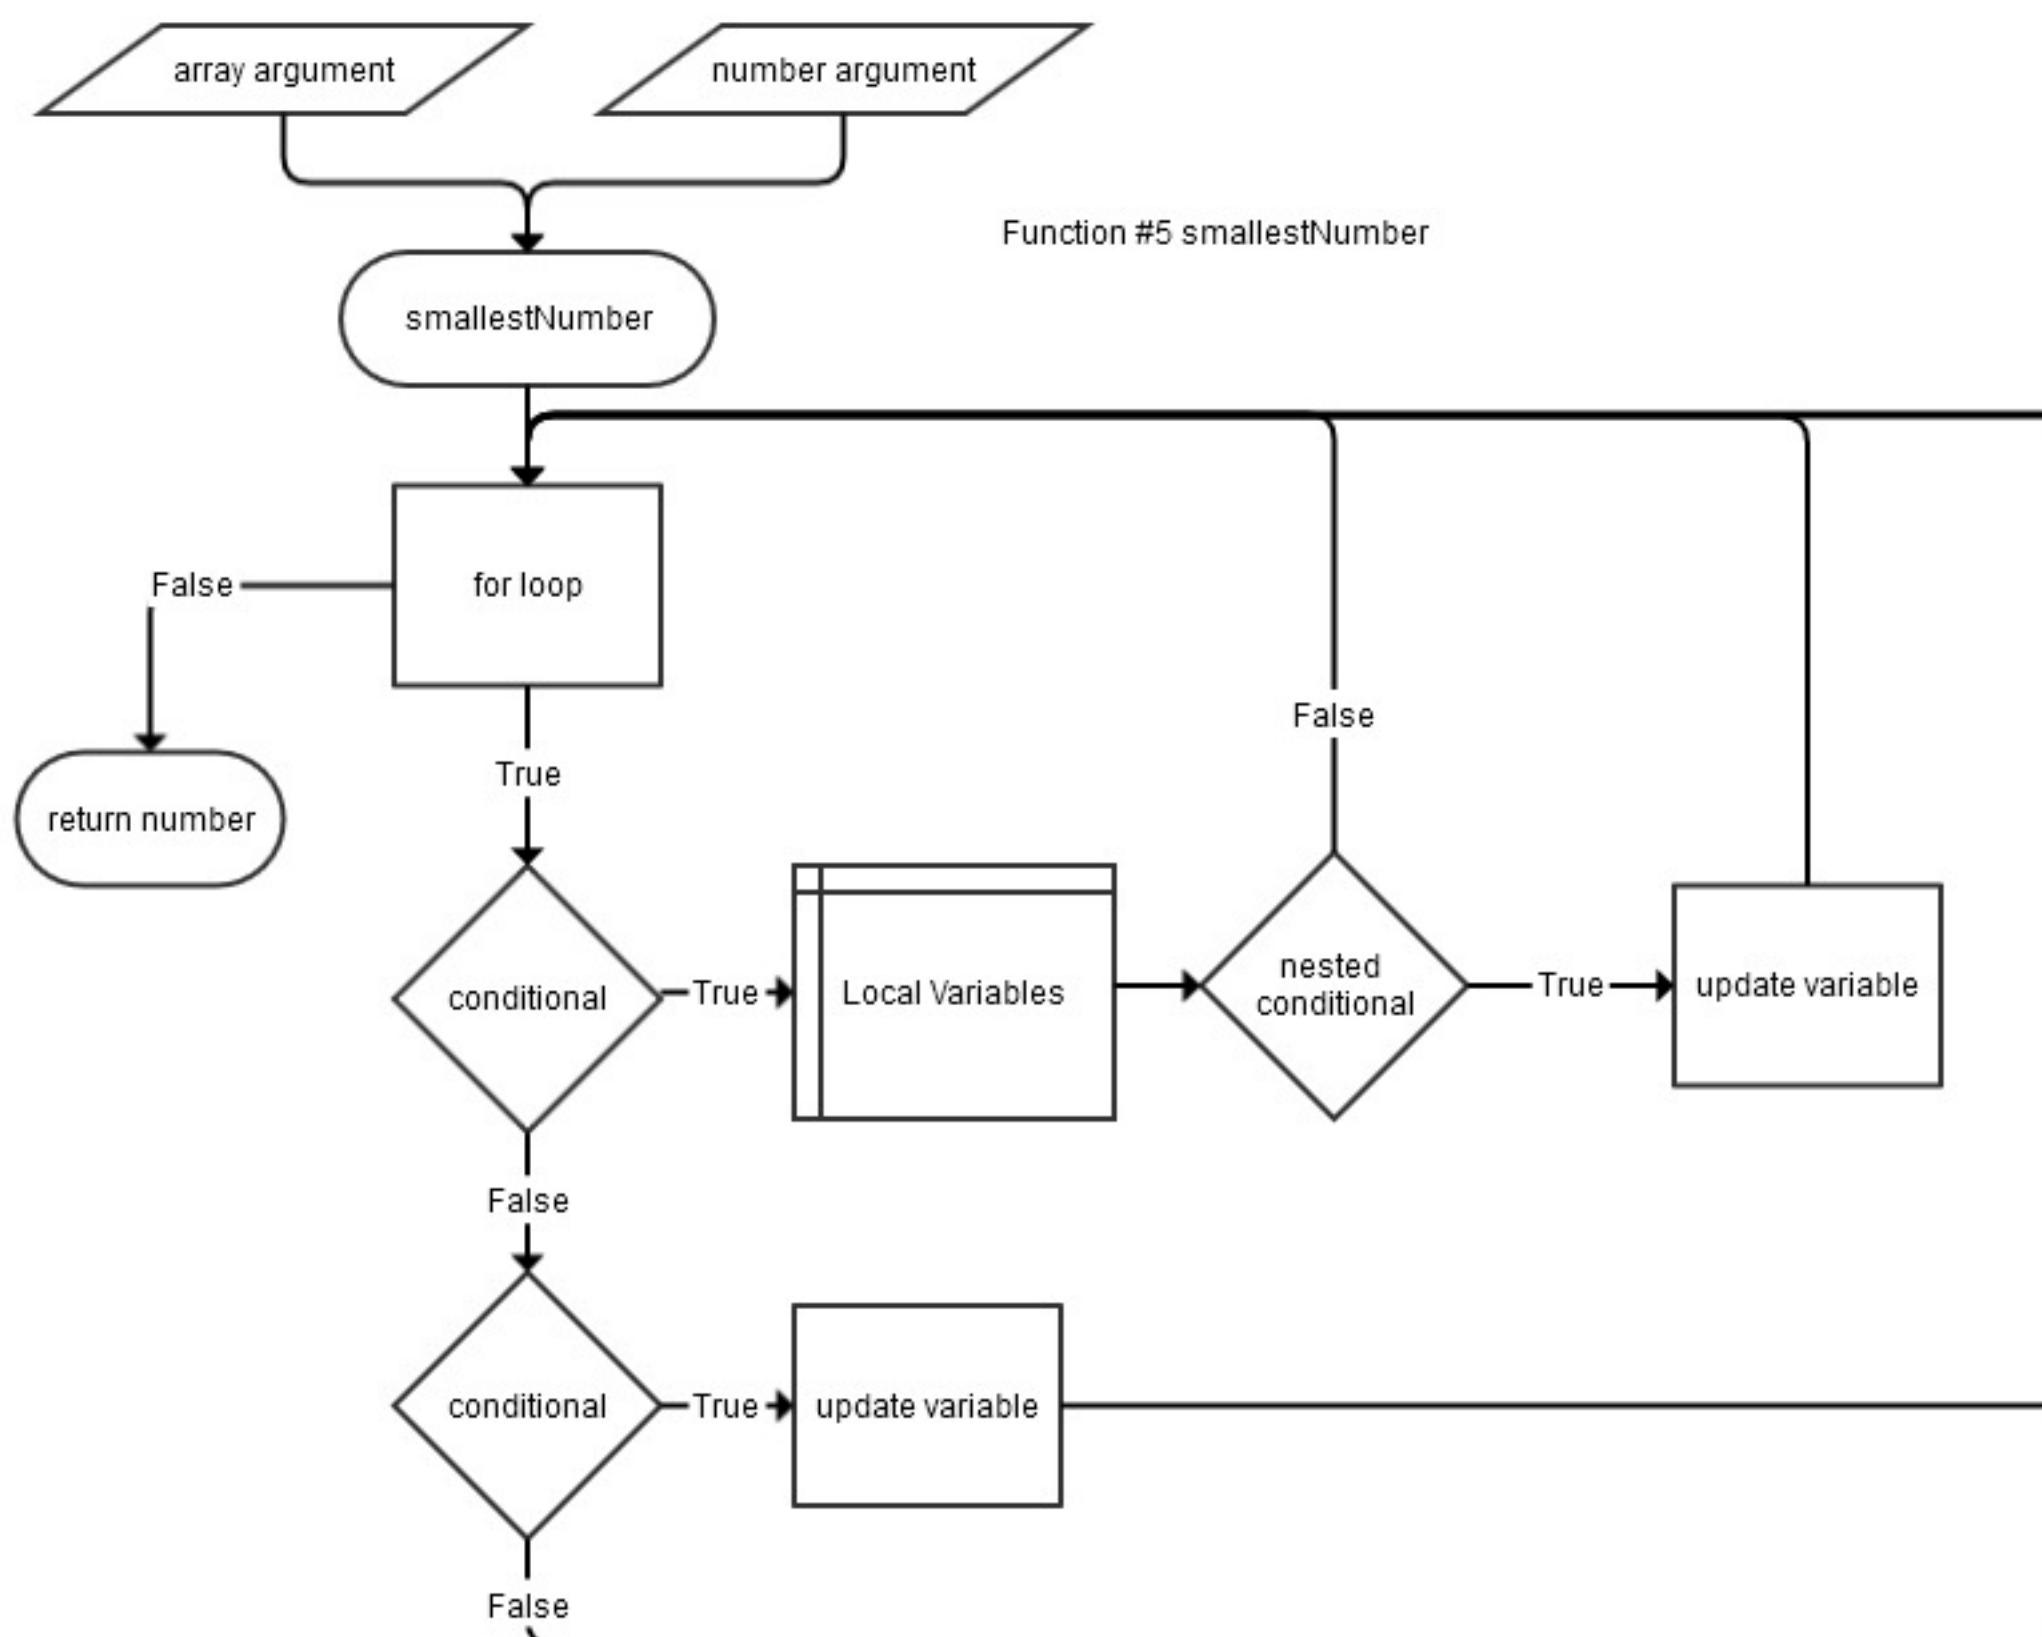 array argument
number argument
Function #5 smallestNumber
smallestNumber
for loop
False
True
False
return number
conditional
True
Local Variables
nested
conditional
True
update variable
False
conditional
True
update variable
False